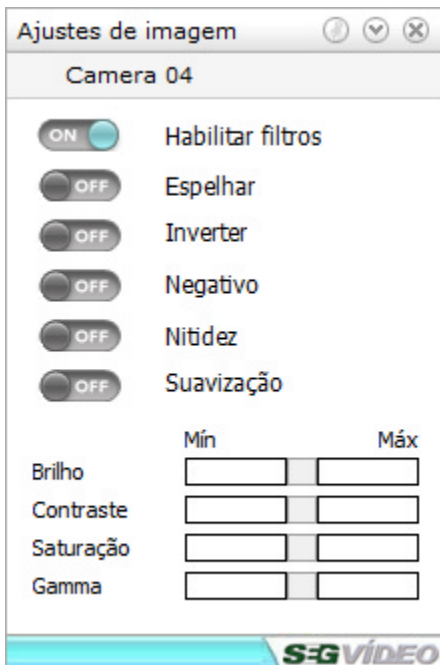 Ajustes de imagem
Camera 04
ON Habilitar filtros
OFF Espelhar
OFF Inverter
OFF Negativo
OFF Nitidez
OFF Suavização
Mín Máx
Brilho
Contraste
Saturação
Gamma
SEGVÍDEO